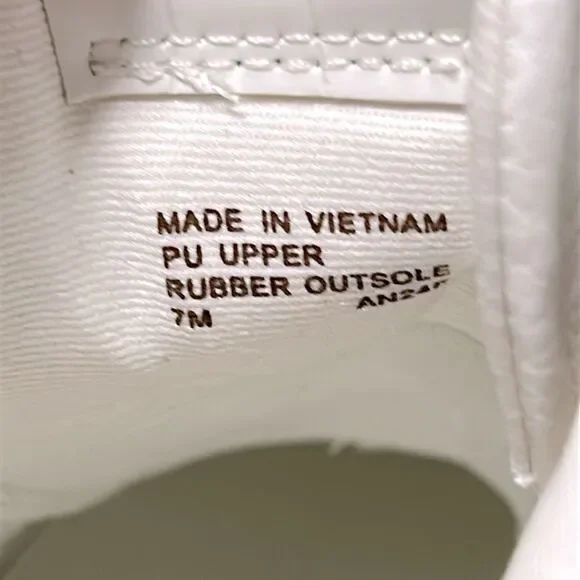 MADE IN VIETNAM
PU UPPER
RUBBER OUTSOLE
7M